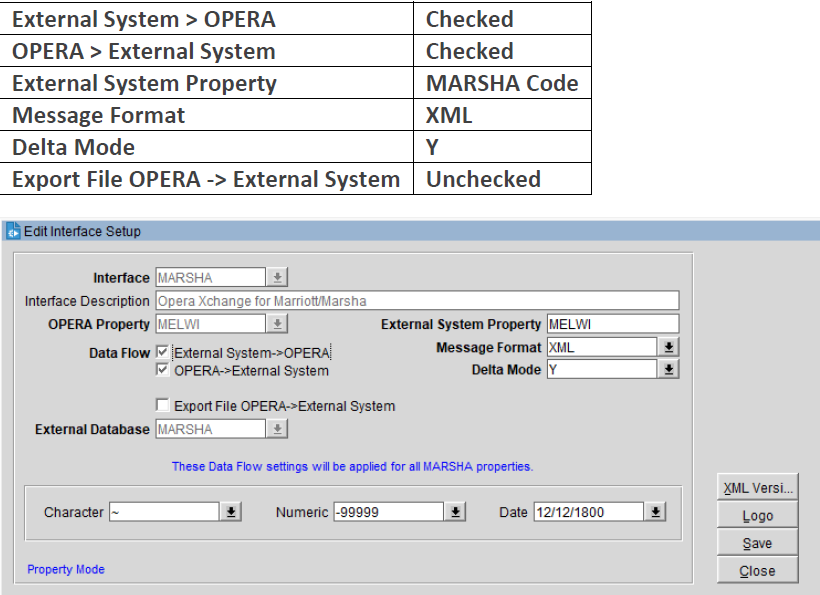 External System > OPERA Checked
OPERA > External System Checked
External System Property MARSHA Code
Message Format XML
Delta Mode Y
Export File OPERA -> External System Unchecked
Edit Interface Setup
Interface MARSHA
Interface Description Opera Xchange for Marriott/Marsha
OPERA Property MELWI External System Property MELWI
Data Flow External System->OPERA Message Format XML
OPERA->External System Delta Mode Y
Export File OPERA->External System
External Database MARSHA
These Data Flow settings will be applied for all MARSHA properties.
XML Versi...
Character ~ Numeric -99999 Date 12/12/1800
Logo
Save
Property Mode
Close